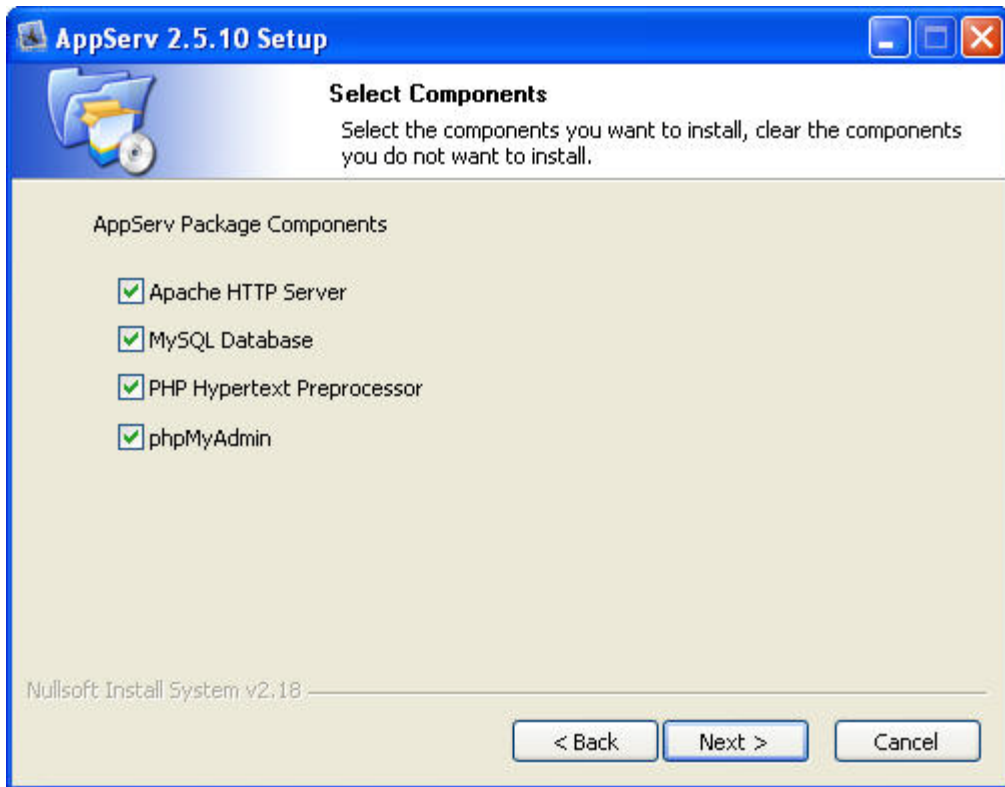 AppServ 2.5.10 Setup
Select Components
Select the components you want to install, clear the components
you do not want to install.
AppServ Package Components
Apache HTTP Server
MySQL Database
PHP Hypertext Preprocessor
phpMyAdmin
Nullsoft Install System v2.18
< Back Next > Cancel